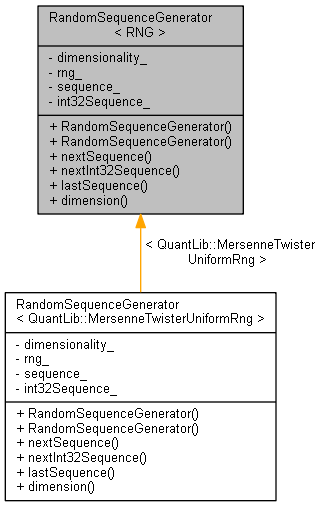 RandomSequenceGenerator
< RNG >
- dimensionality_
- rng_
- sequence_
- int32Sequence_
+ RandomSequenceGenerator()
+ RandomSequenceGenerator()
+ nextSequence()
+ nextInt32Sequence()
+ lastSequence()
+ dimension()
< QuantLib::MersenneTwister
UniformRng >
RandomSequenceGenerator
< QuantLib::MersenneTwisterUniformRng >
- dimensionality_
- rng_
- sequence_
- int32Sequence_
+ RandomSequenceGenerator()
+ RandomSequenceGenerator()
+ nextSequence()
+ nextInt32Sequence()
+ lastSequence()
+ dimension()